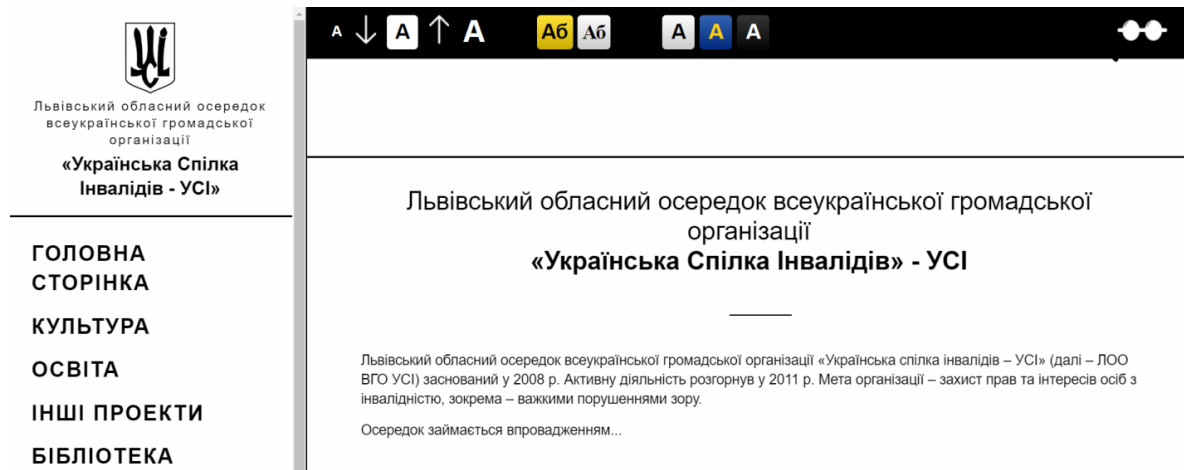 Львівський обласний осередок
всеукраїнської громадської
організації
«Українська Спілка
Інвалідів - УСІ»
ГОЛОВНА
СТОРІНКА
КУЛЬТУРА
ОСВІТА
ІНШІ ПРОЕКТИ
БІБЛІОТЕКА
А ↓ А ↑ А Аб Аб А А А
Львівський обласний осередок всеукраїнської громадської
організації
«Українська Спілка Інвалідів» - УСІ
Львівський обласний осередок всеукраїнської громадської організації «Українська спілка інвалідів – УСІ» (далі – ЛОО
ВГО УСІ) заснований у 2008 р. Активну діяльність розгорнув у 2011 р. Мета організації – захист прав та інтересів осіб з
інвалідністю, зокрема – важкими порушеннями зору.
Осередок займається впровадженням...